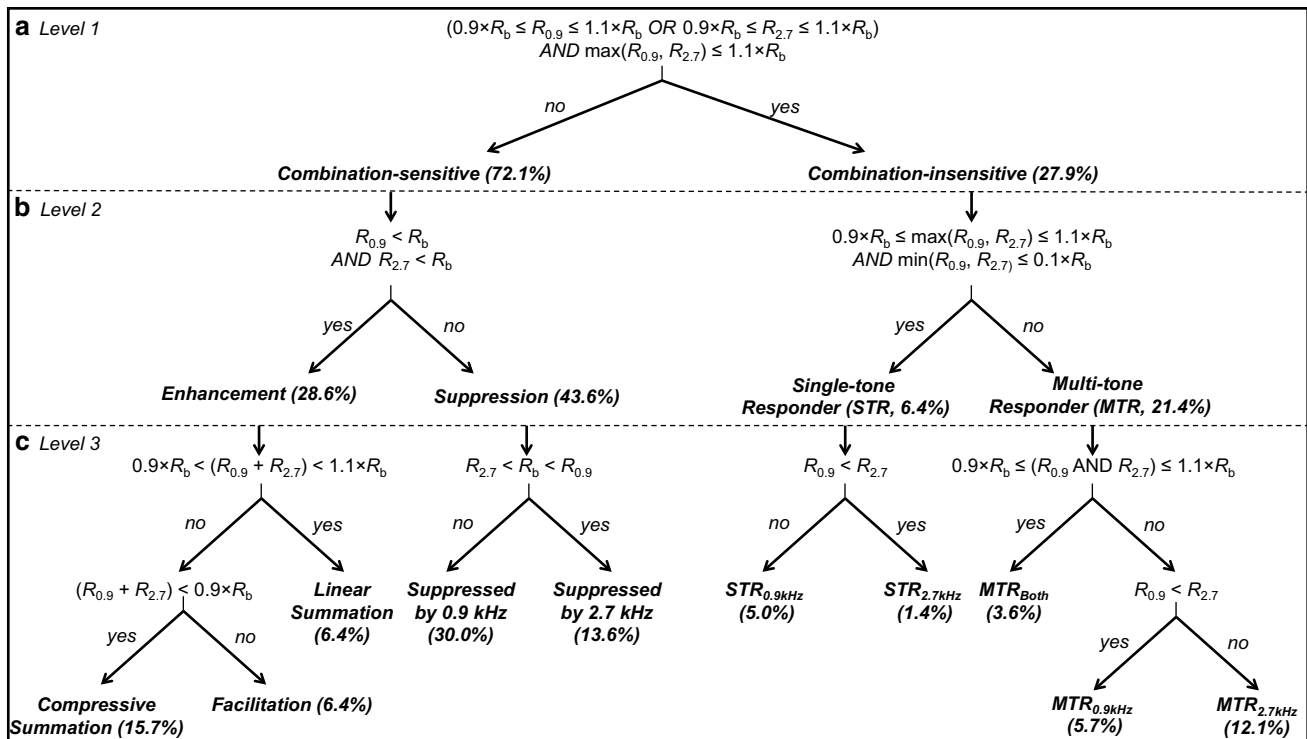 a Level 1
(0.9×Rb ≤ R0.9 ≤ 1.1×Rb OR 0.9×Rb ≤ R2.7 ≤ 1.1×Rb)
AND max(R0.9, R2.7) ≤ 1.1×Rb
no
yes
Combination-sensitive (72.1%)
Combination-insensitive (27.9%)
b Level 2
R0.9 < Rb
AND R2.7 < Rb
0.9×Rb ≤ max(R0.9, R2.7) ≤ 1.1×Rb
AND min(R0.9, R2.7) ≤ 0.1×Rb
yes
no
yes
no
Enhancement (28.6%)
Suppression (43.6%)
Single-tone
Responder (STR, 6.4%)
Multi-tone
Responder (MTR, 21.4%)
c Level 3
0.9×Rb < (R0.9 + R2.7) < 1.1×Rb
R2.7 < Rb < R0.9
R0.9 < R2.7
0.9×Rb ≤ (R0.9 AND R2.7) ≤ 1.1×Rb
no
yes
no
yes
no
yes
yes
no
(R0.9 + R2.7) < 0.9×Rb
Linear
Summation
(6.4%)
Suppressed
by 0.9 kHz
(30.0%)
Suppressed
by 2.7 kHz
(13.6%)
STR0.9kHz
(5.0%)
STR2.7kHz
(1.4%)
MTRBoth
(3.6%)
R0.9 < R2.7
yes
no
yes
no
Compressive
Summation (15.7%)
Facilitation (6.4%)
MTR0.9kHz
(5.7%)
MTR2.7kHz
(12.1%)